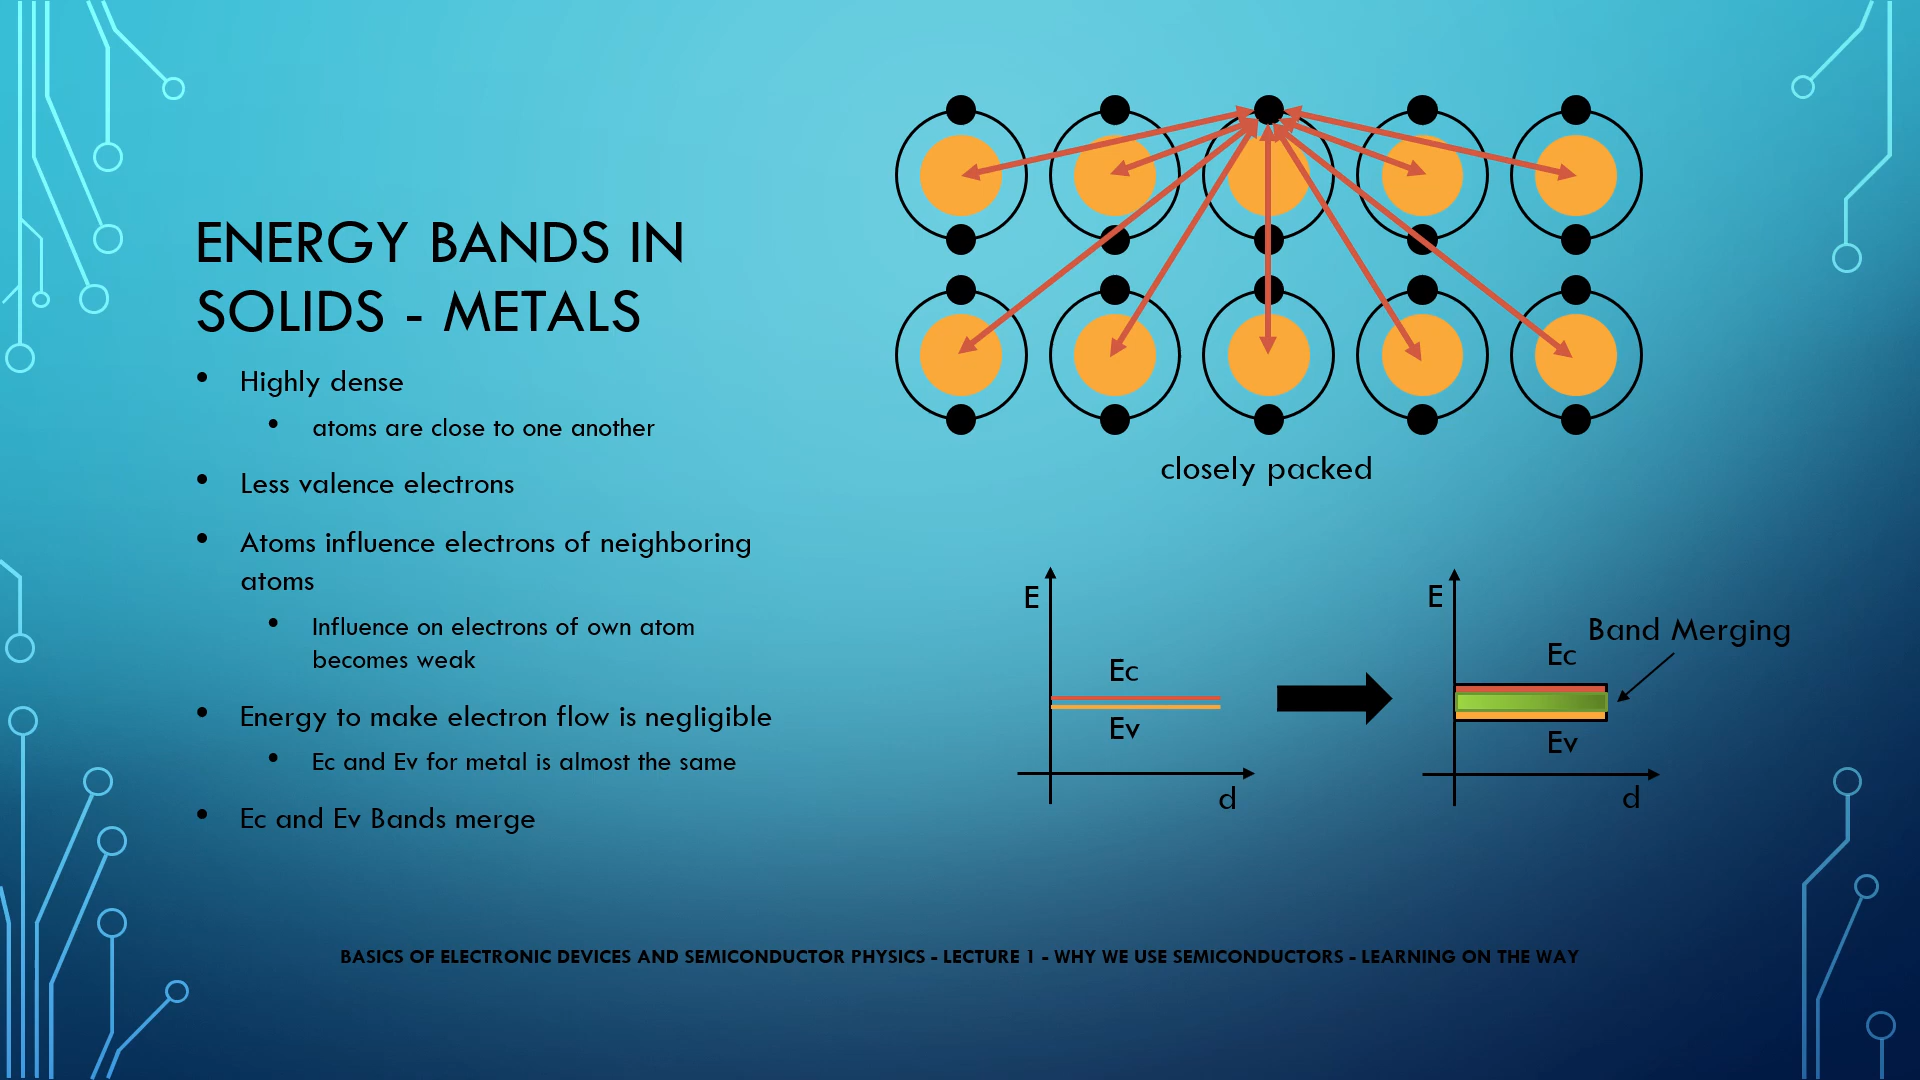 ENERGY BANDS IN
SOLIDS - METALS
• Highly dense
• atoms are close to one another
• Less valence electrons
• Atoms influence electrons of neighboring
atoms
• Influence on electrons of own atom
becomes weak
• Energy to make electron flow is negligible
• Ec and Ev for metal is almost the same
• Ec and Ev Bands merge
closely packed
E
Ec
Ev
d
E
Band Merging
Ec
Ev
d
BASICS OF ELECTRONIC DEVICES AND SEMICONDUCTOR PHYSICS - LECTURE 1 - WHY WE USE SEMICONDUCTORS - LEARNING ON THE WAY